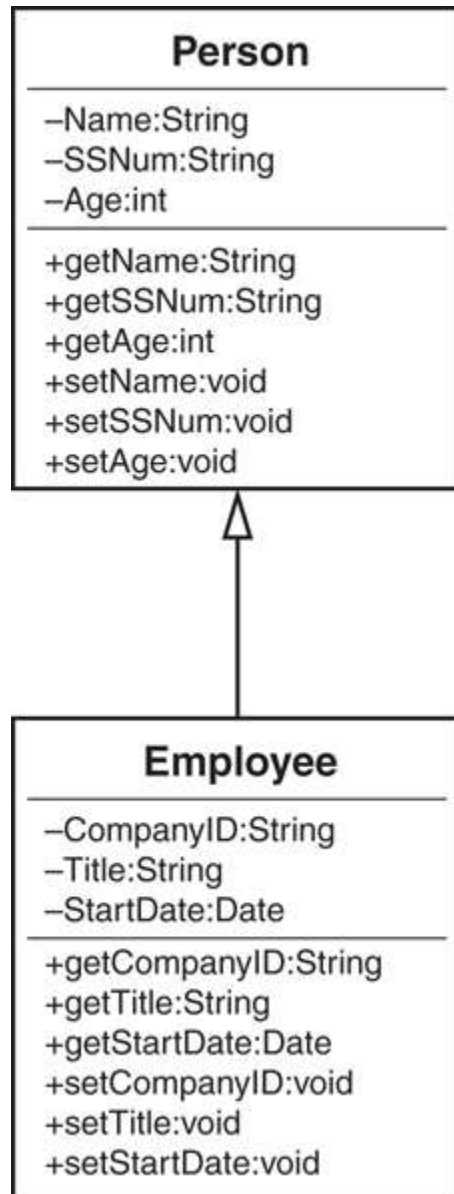 Person
–Name:String
–SSNum:String
–Age:int
+getName:String
+getSSNum:String
+getAge:int
+setName:void
+setSSNum:void
+setAge:void
Employee
–CompanyID:String
–Title:String
–StartDate:Date
+getCompanyID:String
+getTitle:String
+getStartDate:Date
+setCompanyID:void
+setTitle:void
+setStartDate:void